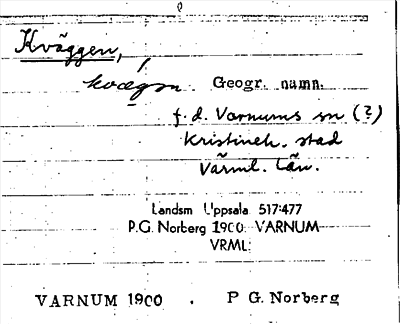 Kväggen,
kvægən Geogr. namn.
f. d. Varnums sn (?)
Kristineh. stad
Värml. län.
Landsm Uppsala 517:477
P.G. Norberg 1900 VARNUM
VRML:
VARNUM 1900 . P G. Norberg